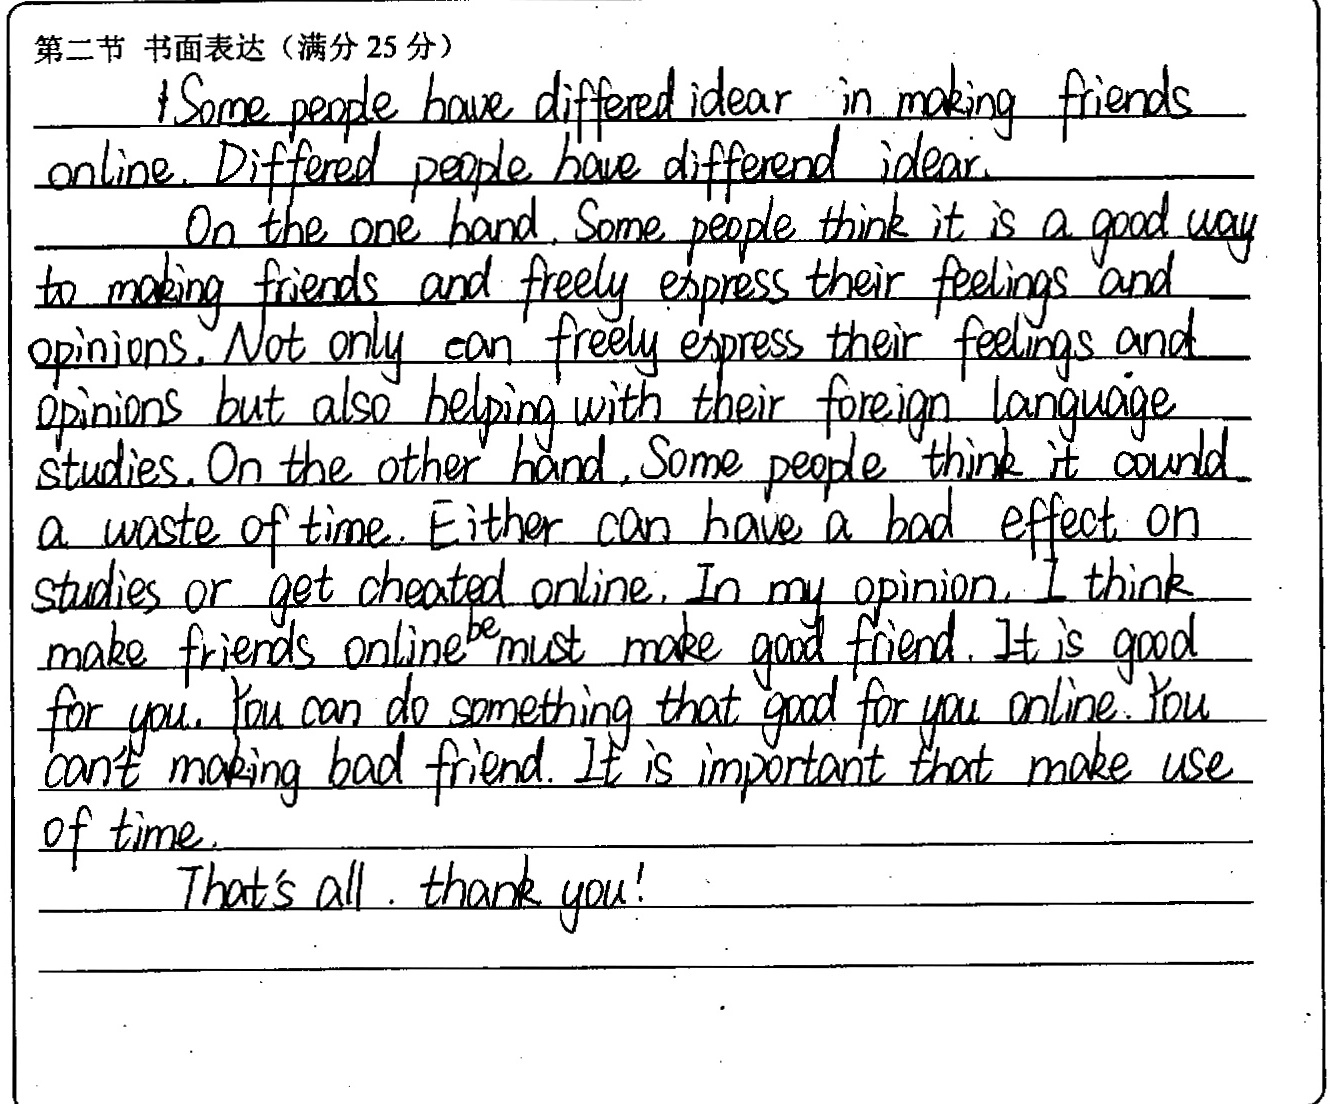 第二节 书面表达（满分 25 分）
Some people have differed idear in making friends
online. Differed people have differend idear.
On the one hand. Some people think it is a good way
to making friends and freely express their feelings and
opinions. Not only can freely express their feelings and
opinions but also helping with their foreign language
studies. On the other hand, Some people think it counld
a waste of time. Either can have a bad effect on
studies or get cheated online. In my opinion, I think
make friends online be must make good friend. It is good
for you. You can do something that good for you online. You
can't making bad friend. It is important that make use
of time.
That's all. thank you!